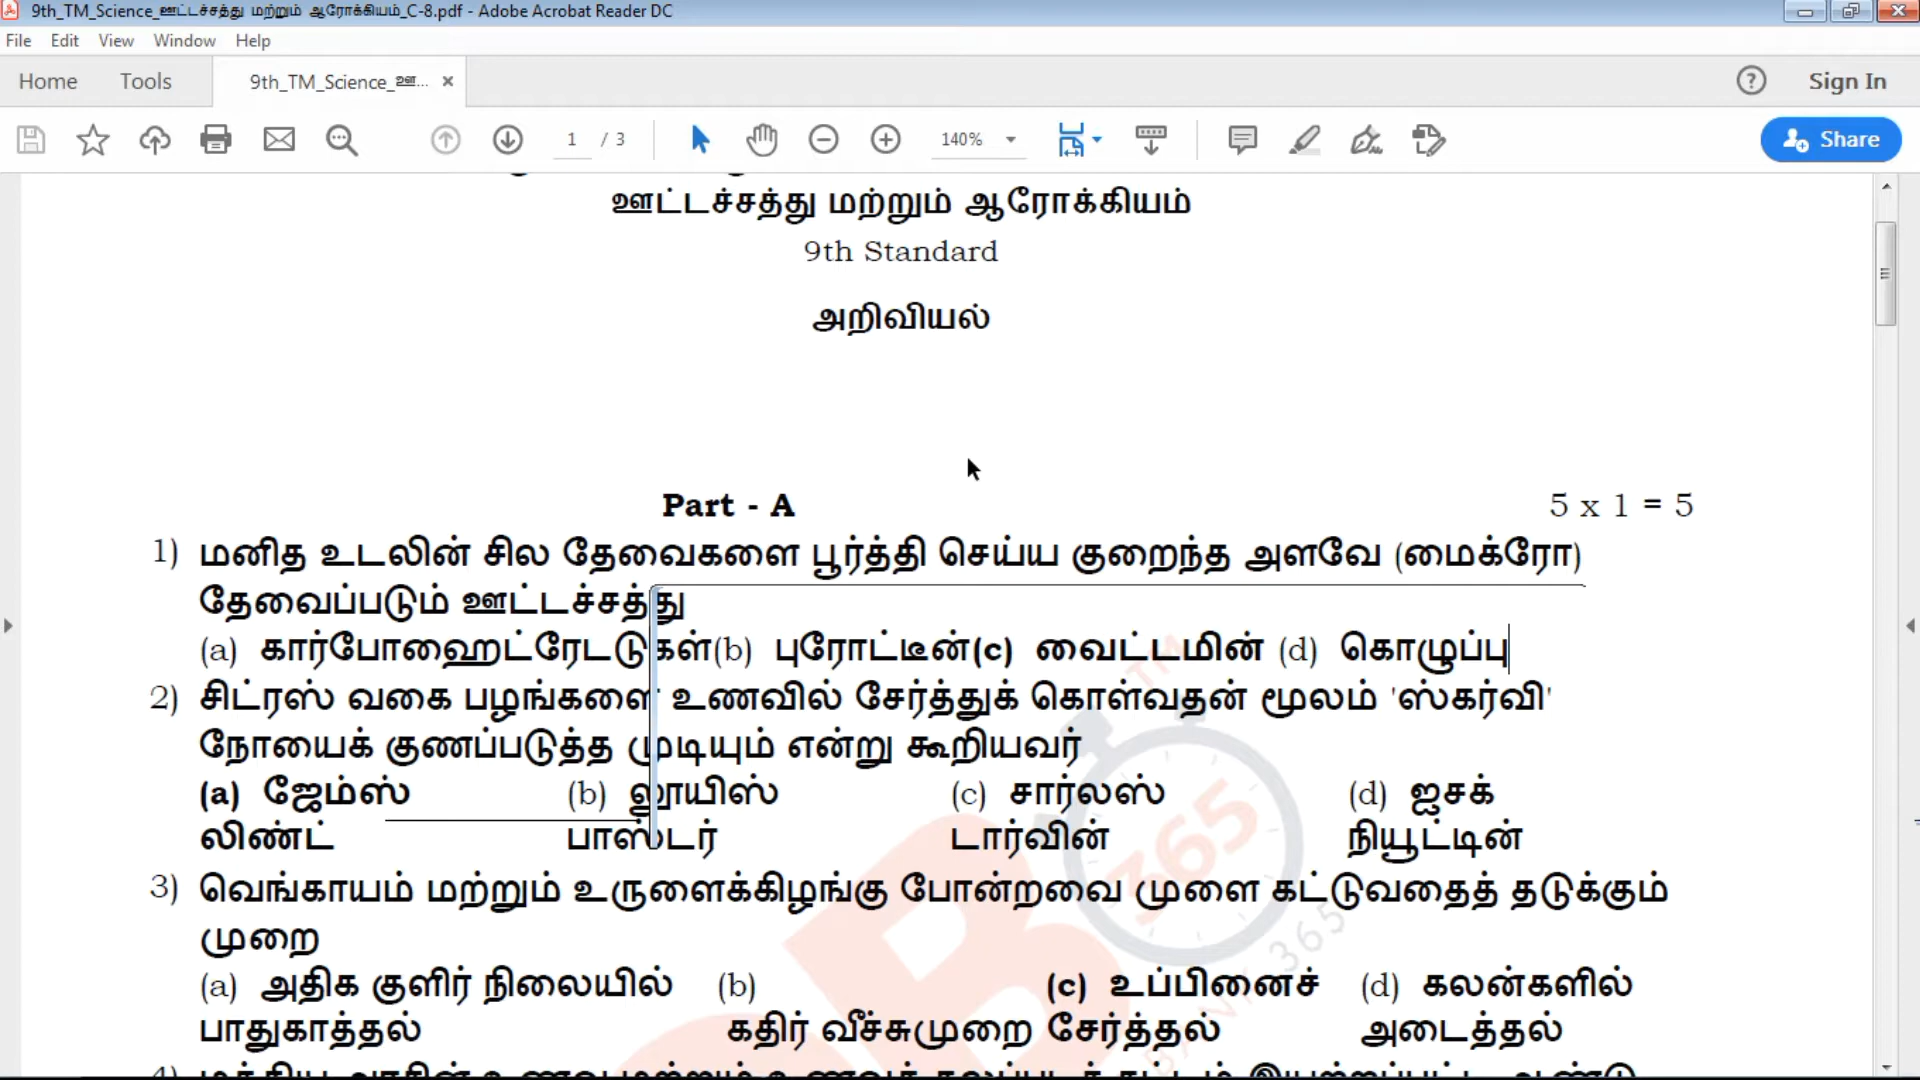 9th_TM_Science_ஊட்டச்சத்து மற்றும் ஆரோக்கியம்_C-8.pdf - Adobe Acrobat Reader DC
File Edit View Window Help
Home Tools 9th_TM_Science_ஊ... × ? Sign In
1 / 3 140% Share
ஊட்டச்சத்து மற்றும் ஆரோக்கியம்
9th Standard
அறிவியல்
Part - A 5 x 1 = 5
1) மனித உடலின் சில தேவைகளை பூர்த்தி செய்ய குறைந்த அளவே (மைக்ரோ)
தேவைப்படும் ஊட்டச்சத்து
(a) கார்போஹைட்ரேடடுகள்(b) புரோட்டீன்(c) வைட்டமின் (d) கொழுப்பு
2) சிட்ரஸ் வகை பழங்களை உணவில் சேர்த்துக் கொள்வதன் மூலம் 'ஸ்கர்வி'
நோயைக் குணப்படுத்த முடியும் என்று கூறியவர்
(a) ஜேம்ஸ் (b) லூயிஸ் (c) சார்லஸ் (d) ஐசக்
லிண்ட் பாஸ்டர் டார்வின் நியூட்டின்
3) வெங்காயம் மற்றும் உருளைக்கிழங்கு போன்றவை முளை கட்டுவதைத் தடுக்கும்
முறை
(a) அதிக குளிர் நிலையில் (b) (c) உப்பினைச் (d) கலன்களில்
பாதுகாத்தல் கதிர் வீச்சுமுறை சேர்த்தல் அடைத்தல்
TM
365